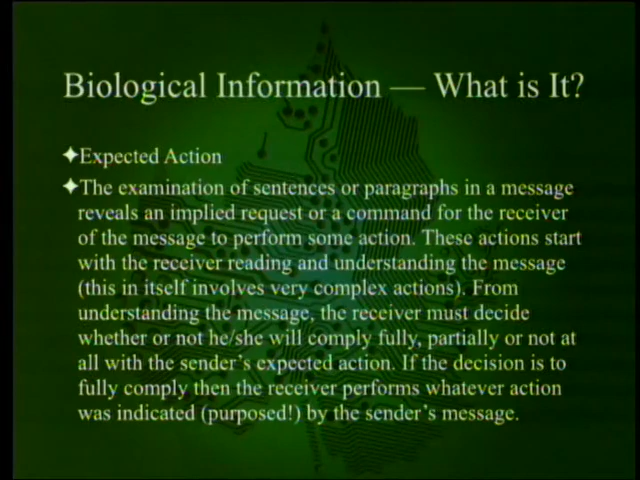 Biological Information — What is It?
✦Expected Action
✦The examination of sentences or paragraphs in a message
reveals an implied request or a command for the receiver
of the message to perform some action. These actions start
with the receiver reading and understanding the message
(this in itself involves very complex actions). From
understanding the message, the receiver must decide
whether or not he/she will comply fully, partially or not at
all with the sender's expected action. If the decision is to
fully comply then the receiver performs whatever action
was indicated (purposed!) by the sender's message.